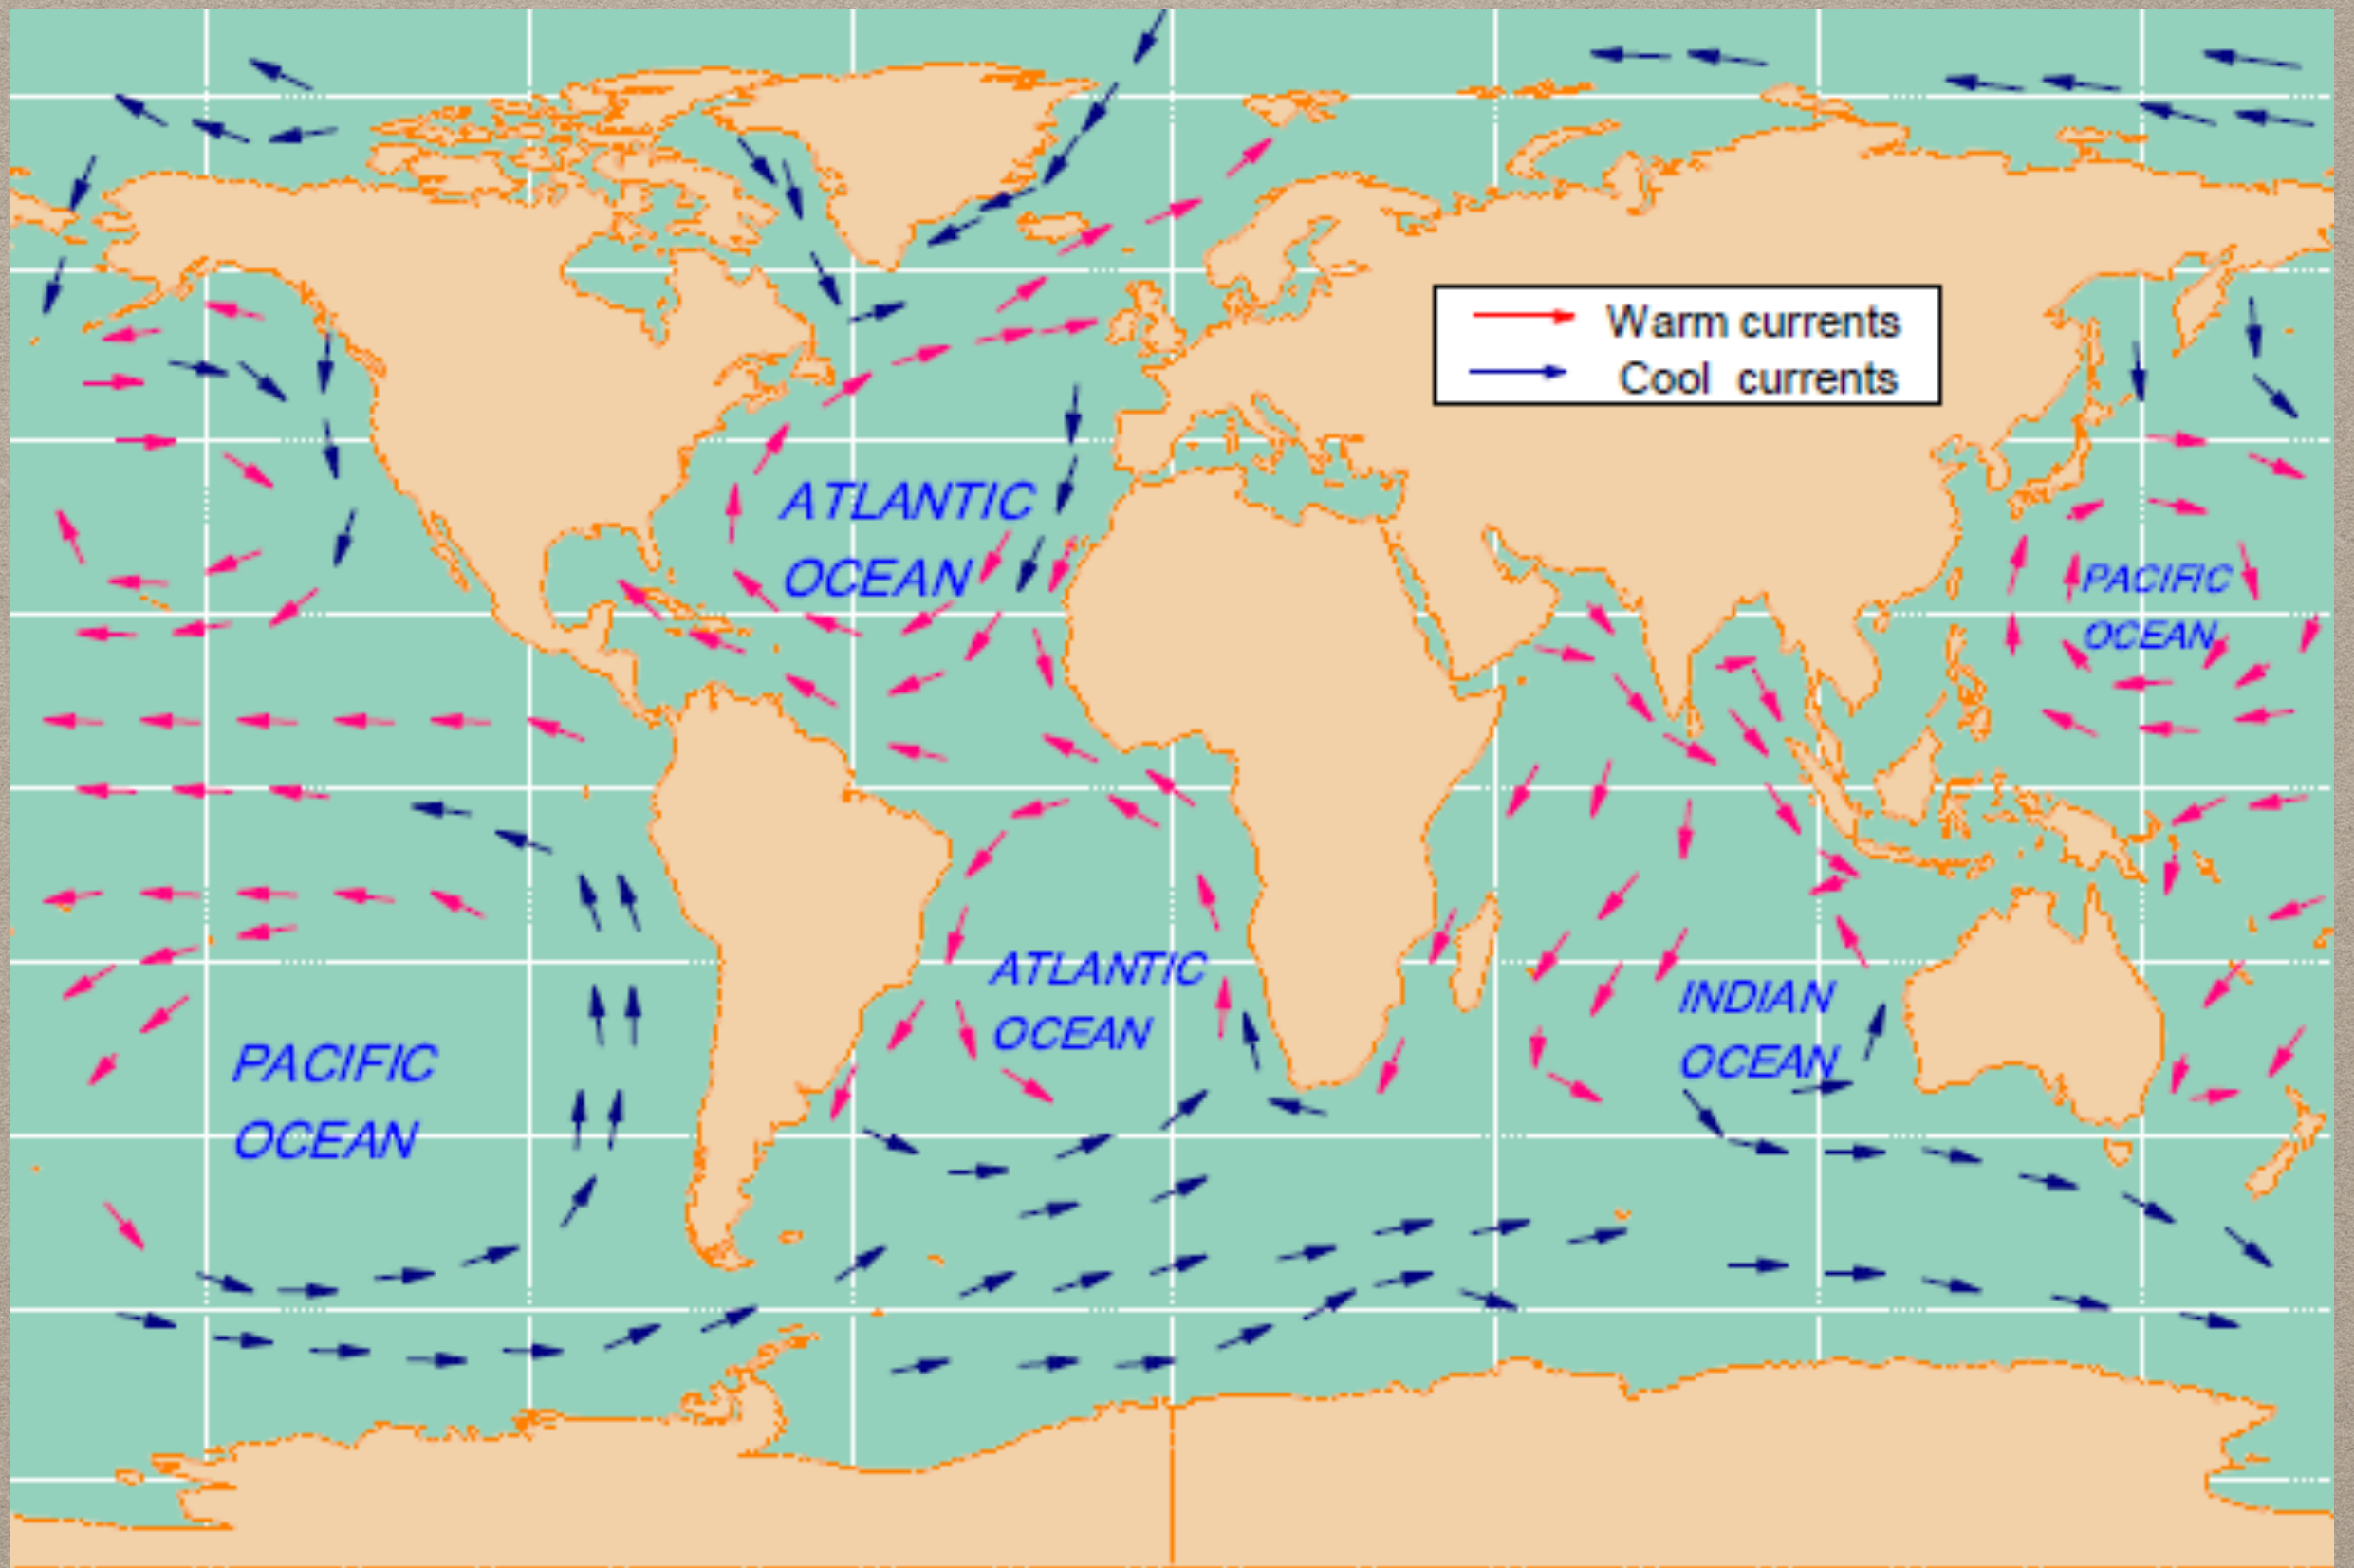 Warm currents
Cool currents
ATLANTIC
OCEAN
PACIFIC
OCEAN
ATLANTIC
OCEAN
INDIAN
OCEAN
PACIFIC
OCEAN